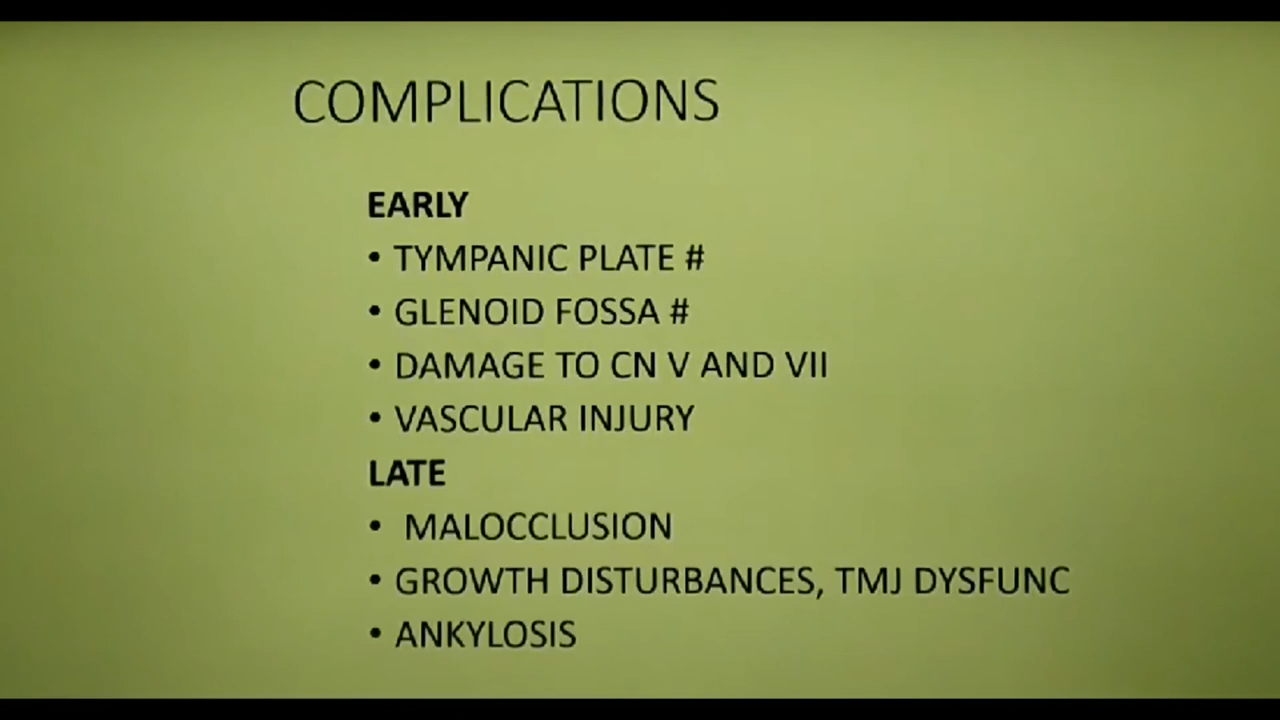 COMPLICATIONS
EARLY
• TYMPANIC PLATE #
• GLENOID FOSSA #
• DAMAGE TO CN V AND VII
• VASCULAR INJURY
LATE
• MALOCCLUSION
• GROWTH DISTURBANCES, TMJ DYSFUNC
• ANKYLOSIS